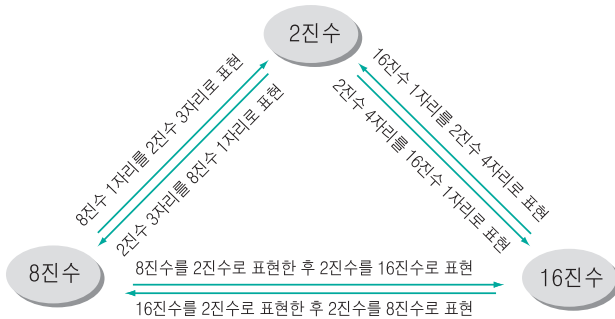 2진수
8진수 1자리를 2진수 3자리로 표현
2진수 3자리를 8진수 1자리로 표현
16진수 1자리를 2진수 4자리로 표현
2진수 4자리를 16진수 1자리로 표현
8진수
8진수를 2진수로 표현한 후 2진수를 16진수로 표현
16진수를 2진수로 표현한 후 2진수를 8진수로 표현
16진수